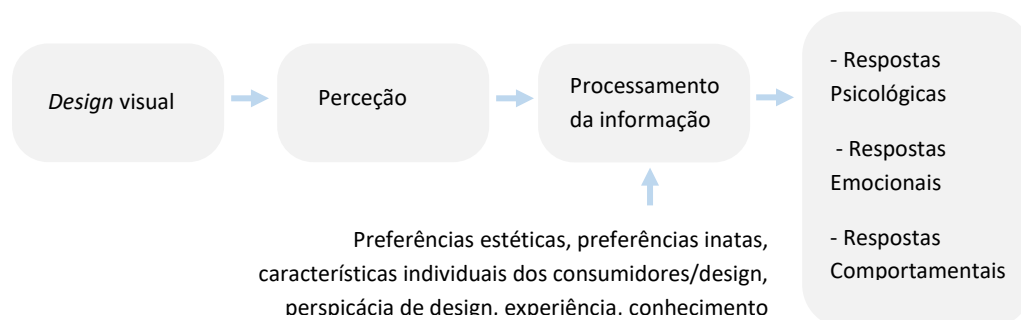 Design visual
Perceção
Processamento
da informação
- Respostas
Psicológicas
- Respostas
Emocionais
- Respostas
Comportamentais
Preferências estéticas, preferências inatas,
características individuais dos consumidores/design,
perspicácia de design, experiência, conhecimento